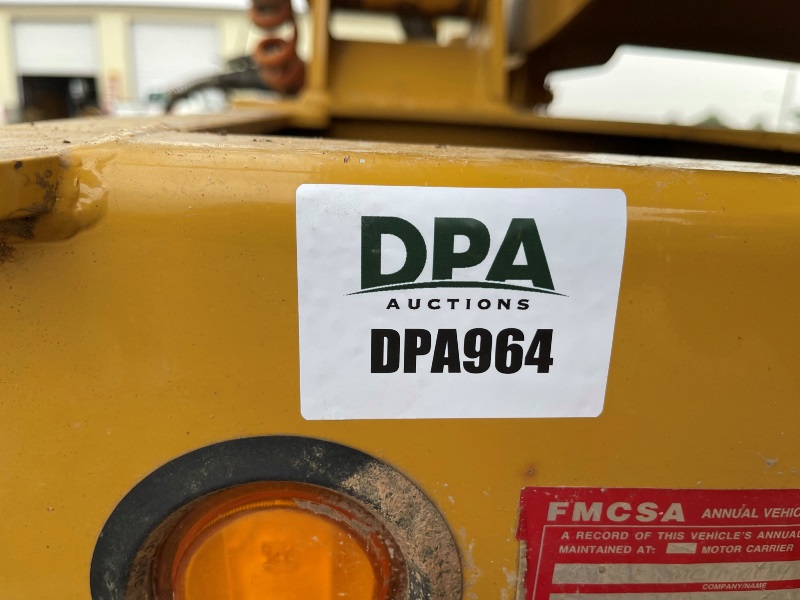 DPA
AUCTIONS
DPA964
FMCSA ANNUAL VEHIC
A RECORD OF THIS VEHICLE'S ANNUAL
MAINTAINED AT: MOTOR CARRIER
COMPANY/NAME